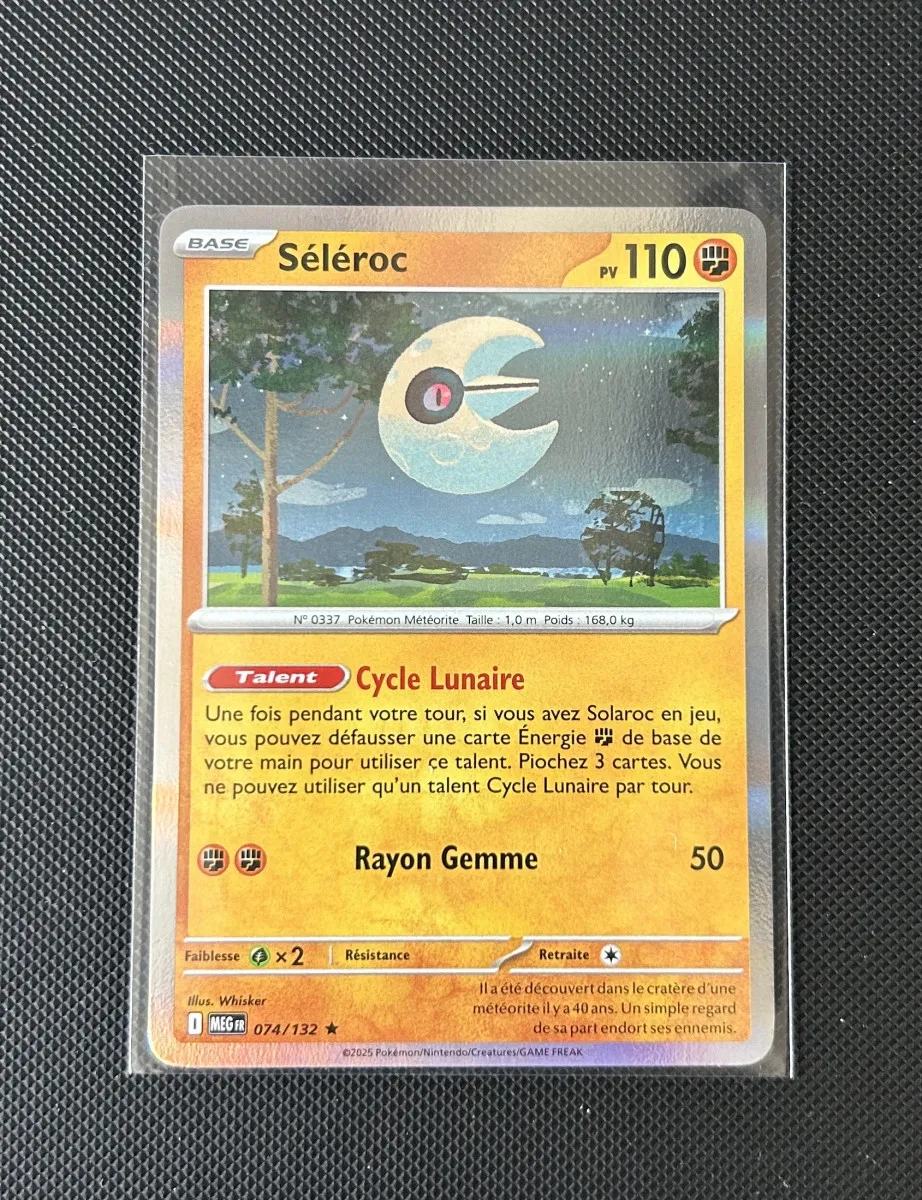 BASE Séléroc PV 110
N° 0337 Pokémon Météorite Taille : 1,0 m Poids : 168,0 kg
Talent Cycle Lunaire
Une fois pendant votre tour, si vous avez Solaroc en jeu,
vous pouvez défausser une carte Énergie de base de
votre main pour utiliser ce talent. Piochez 3 cartes. Vous
ne pouvez utiliser qu'un talent Cycle Lunaire par tour.
Rayon Gemme 50
Faiblesse ×2 Résistance Retraite
Il a été découvert dans le cratère d'une
météorite il y a 40 ans. Un simple regard
de sa part endort ses ennemis.
Illus. Whisker
I MEG FR 074/132 ★
©2025 Pokémon/Nintendo/Creatures/GAME FREAK